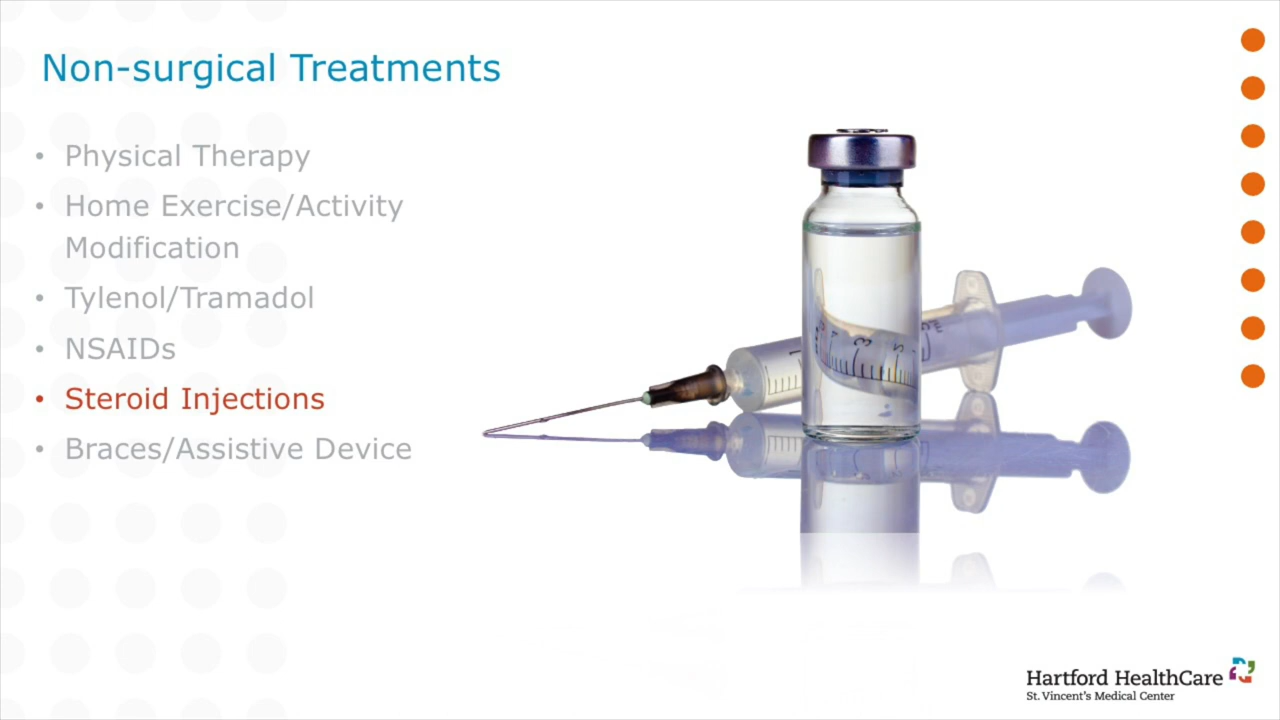 Non-surgical Treatments
• Physical Therapy
• Home Exercise/Activity
Modification
• Tylenol/Tramadol
• NSAIDs
• Steroid Injections
• Braces/Assistive Device
Hartford HealthCare
St. Vincent's Medical Center